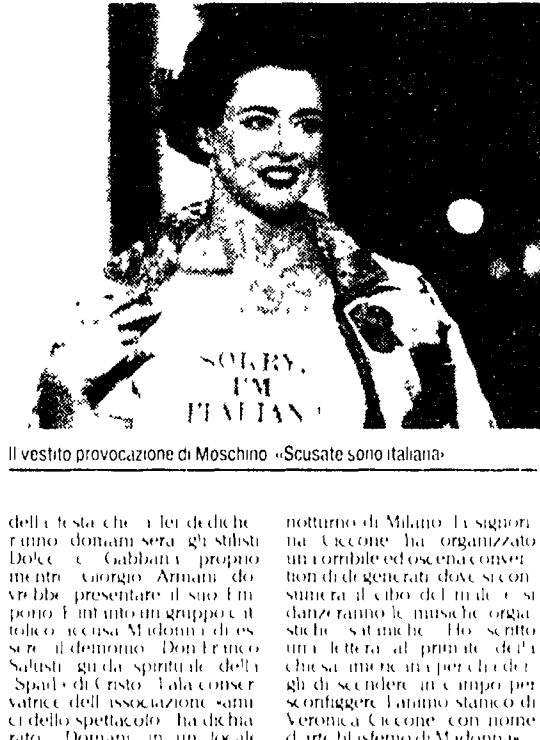 SORRY,
I'M
ITALIAN!
Il vestito provocazione di Moschino «Scusate sono italiana»
della festa che a lei dediche
ranno domani sera gli stilisti
Dolce e Gabbana proprio
mentre Giorgio Armani do
vrebbe presentare il suo Em
porio E intanto un gruppo cat
tolico accusa Madonna di es
sere il demonio Don Franco
Salusti guida spirituale della
Spada di Cristo l'ala conser
vatrice dell associazione «ami
ci dello spettacolo ha dichia
rato Domani in un locale
notturno di Milano la signori
na Ciccone ha organizzato
un orribile ed oscena conven
tion di degenerati dove si con
sumerà il cibo del male e si
danzeranno le musiche orgia
stiche sataniche Ho scritto
una lettera al primate della
chiesa americana per chieder
gli di scendere in campo per
sconfiggere l'animo satanico di
Veronica Ciccone con nome
d'arte blasfemo di Madonna»